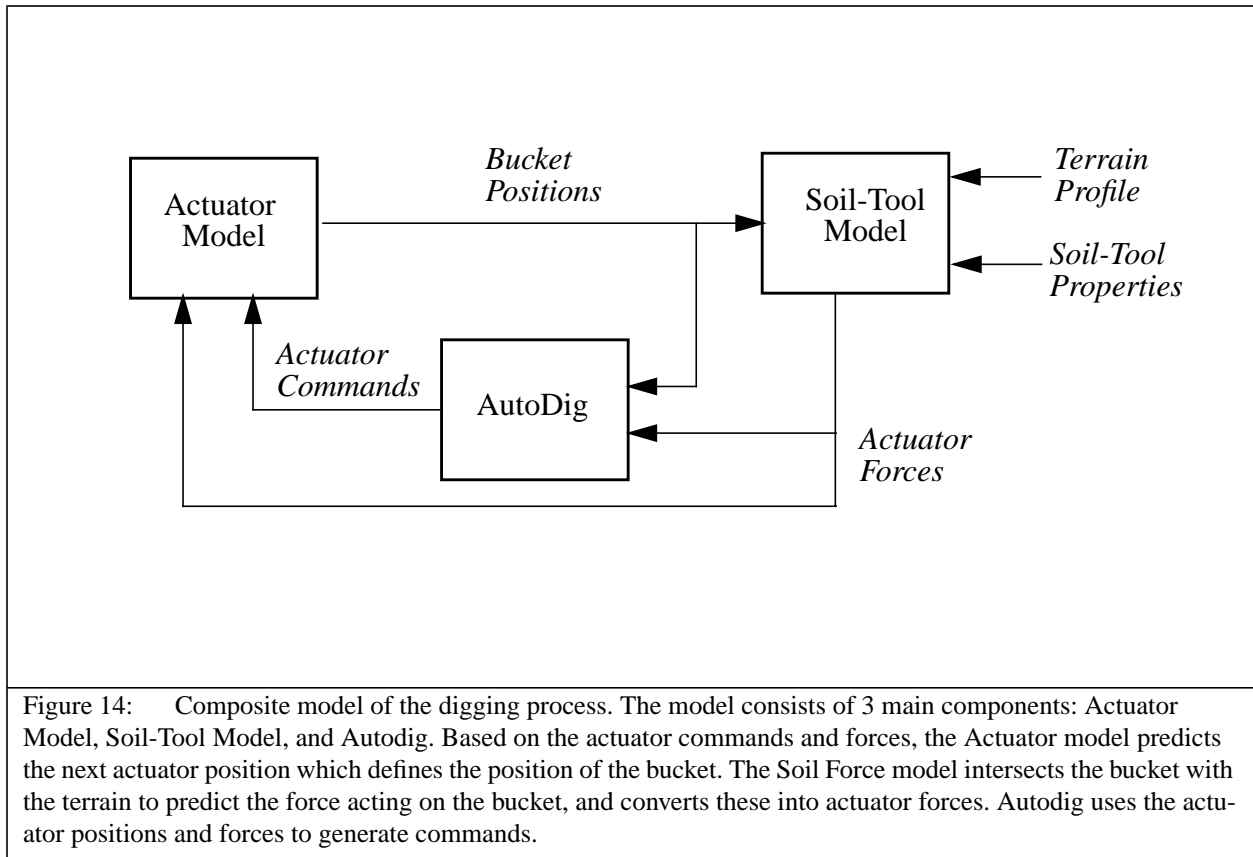 Bucket
Positions
Terrain
Profile
Actuator
Model
Soil-Tool
Model
Soil-Tool
Properties
Actuator
Commands
AutoDig
Actuator
Forces
Figure 14: Composite model of the digging process. The model consists of 3 main components: Actuator
Model, Soil-Tool Model, and Autodig. Based on the actuator commands and forces, the Actuator model predicts
the next actuator position which defines the position of the bucket. The Soil Force model intersects the bucket with
the terrain to predict the force acting on the bucket, and converts these into actuator forces. Autodig uses the actu-
ator positions and forces to generate commands.